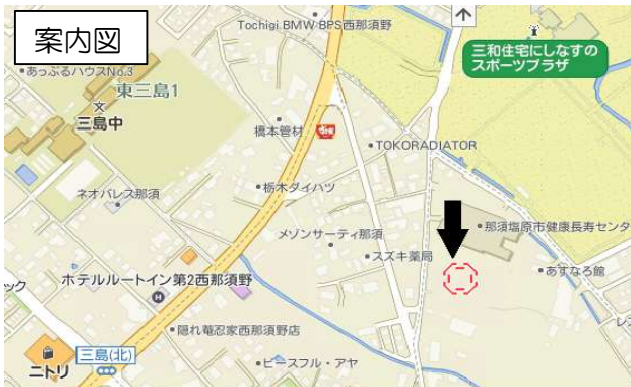 案内図
Tochigi BMW BPS西那須野
三和住宅にしなすの
スポーツプラザ
あっぷるハウスNo.3
東三島1
三島中
橋本管材
TOKORADIATOR
ネオパレス那須
栃木ダイハツ
メゾンサーティ那須
スズキ薬局
那須塩原市健康長寿センタ
あすなろ館
ック
ホテルルートイン第2西那須野
H
隠れ菴忍家西那須野店
レ
三島(北)
ニトリ
ピースフル・アヤ